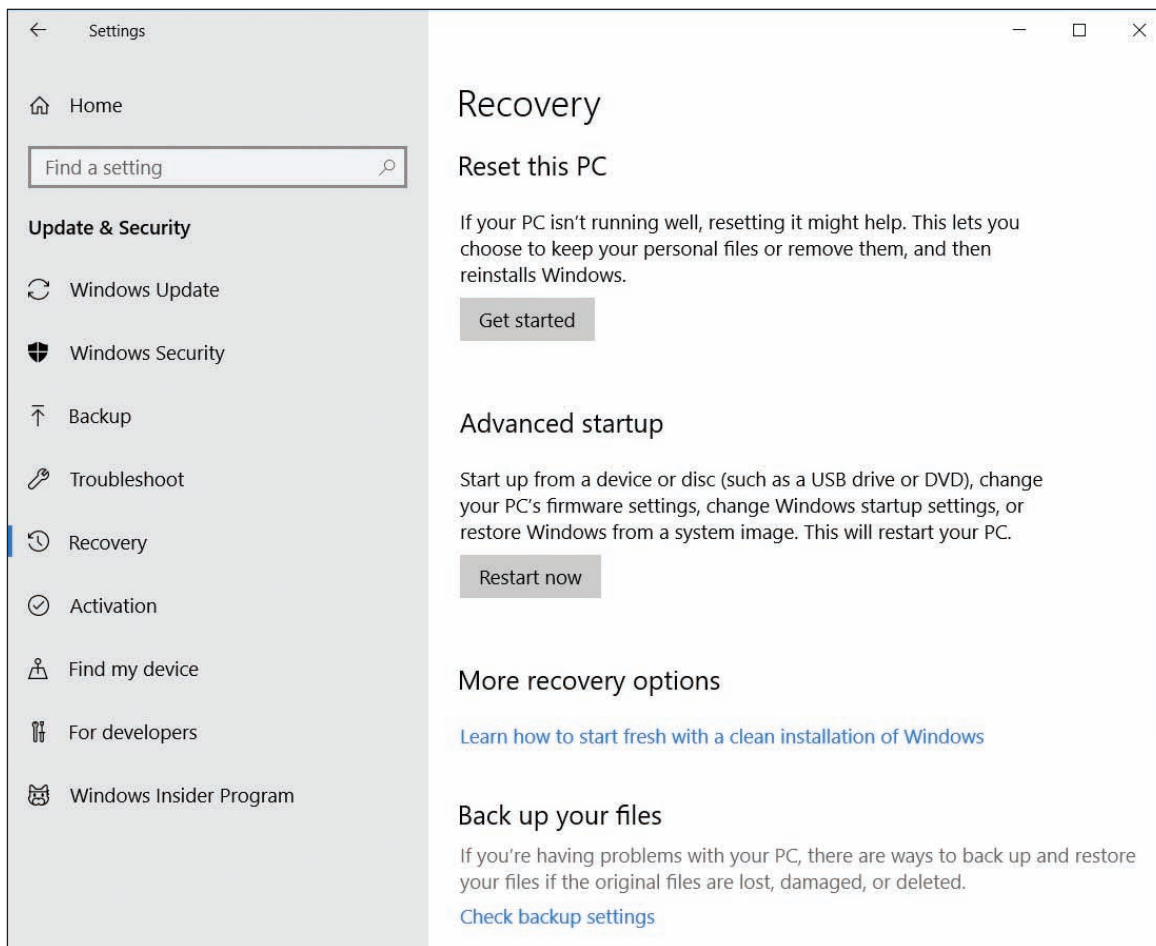 Settings
Home
Find a setting
Update & Security
Windows Update
Windows Security
Backup
Troubleshoot
Recovery
Activation
Find my device
For developers
Windows Insider Program
Recovery
Reset this PC
If your PC isn't running well, resetting it might help. This lets you
choose to keep your personal files or remove them, and then
reinstalls Windows.
Get started
Advanced startup
Start up from a device or disc (such as a USB drive or DVD), change
your PC's firmware settings, change Windows startup settings, or
restore Windows from a system image. This will restart your PC.
Restart now
More recovery options
Learn how to start fresh with a clean installation of Windows
Back up your files
If you're having problems with your PC, there are ways to back up and restore
your files if the original files are lost, damaged, or deleted.
Check backup settings